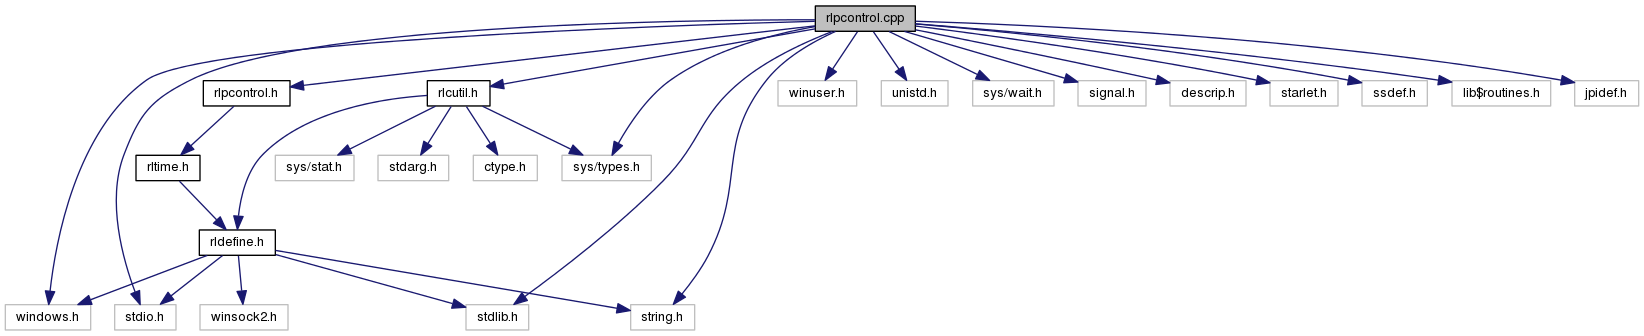 rlpcontrol.cpp
rlpcontrol.h
rlcutil.h
winuser.h
unistd.h
sys/wait.h
signal.h
descrip.h
starlet.h
ssdef.h
lib$routines.h
jpidef.h
rltime.h
sys/stat.h
stdarg.h
ctype.h
sys/types.h
rldefine.h
windows.h
stdio.h
winsock2.h
stdlib.h
string.h